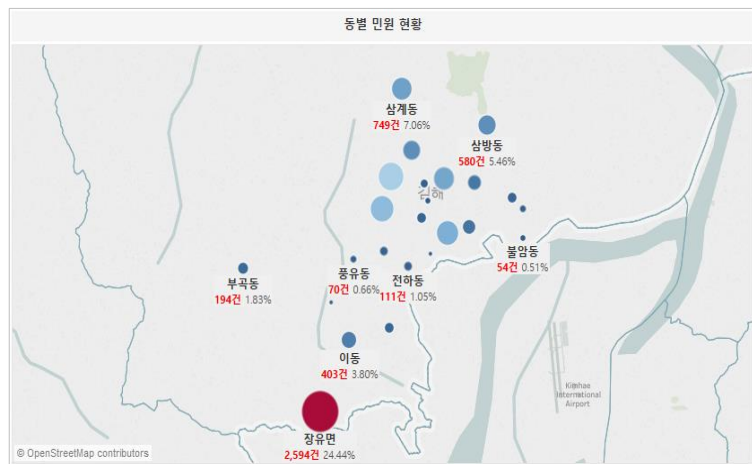 동별 민원 현황
삼계동
749건 7.06%
삼방동
580건 5.46%
김해
불암동
54건 0.51%
부곡동
194건 1.83%
풍유동
70건 0.66%
전하동
111건 1.05%
이동
403건 3.80%
Kimhae
International
Airport
장유면
2,594건 24.44%
© OpenStreetMap contributors